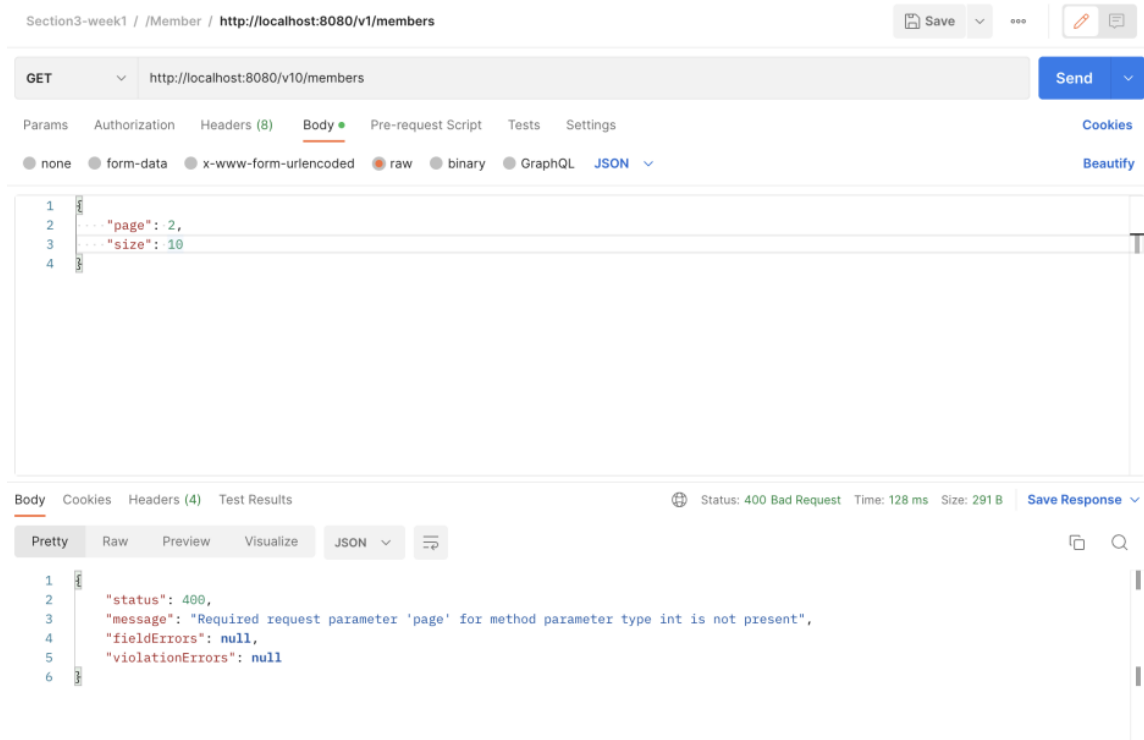 Section3-week1 / /Member / http://localhost:8080/v1/members
Save
GET http://localhost:8080/v10/members Send
Params Authorization Headers (8) Body Pre-request Script Tests Settings Cookies
none form-data x-www-form-urlencoded raw binary GraphQL JSON Beautify
1 {
2 ····"page":·2,
3 ····"size":·10
4 }
Body Cookies Headers (4) Test Results Status: 400 Bad Request Time: 128 ms Size: 291 B Save Response
Pretty Raw Preview Visualize JSON
1 {
2 "status": 400,
3 "message": "Required request parameter 'page' for method parameter type int is not present",
4 "fieldErrors": null,
5 "violationErrors": null
6 }